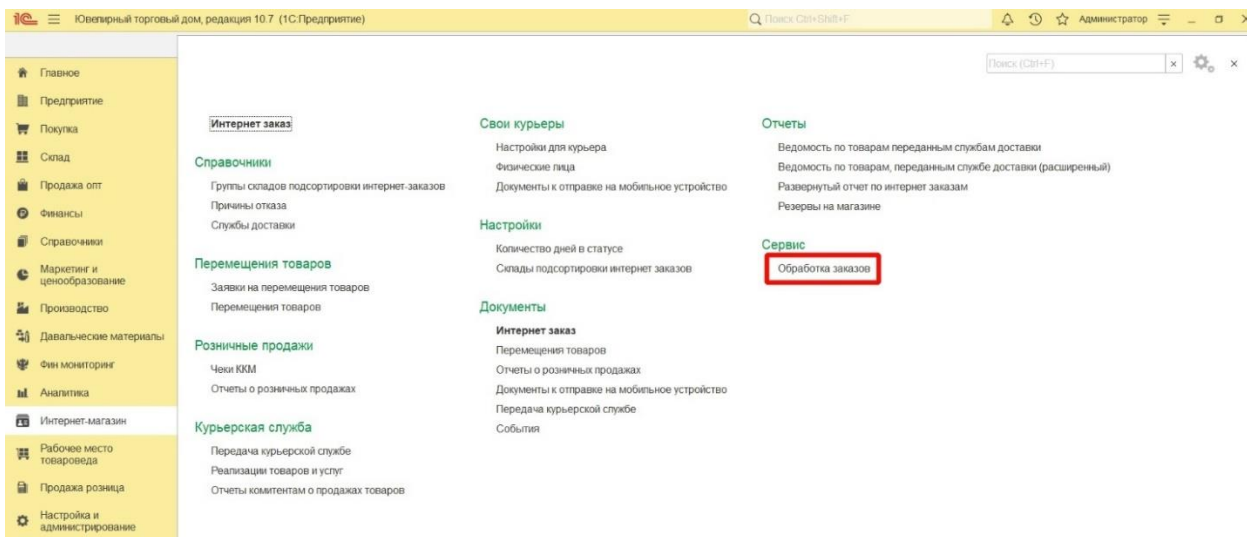 1С Ювелирный торговый дом, редакция 10.7 (1С:Предприятие)
Поиск Ctrl+Shift+F
Администратор
Поиск (Ctrl+F)
Главное
Предприятие
Покупка
Склад
Продажа опт
Финансы
Справочники
Маркетинг и
ценообразование
Производство
Давальческие материалы
Фин мониторинг
Аналитика
Интернет-магазин
Рабочее место
товароведа
Продажа розница
Настройка и
администрирование
Интернет заказ
Справочники
Группы складов подсортировки интернет-заказов
Причины отказа
Службы доставки
Перемещения товаров
Заявки на перемещения товаров
Перемещения товаров
Розничные продажи
Чеки ККМ
Отчеты о розничных продажах
Курьерская служба
Передача курьерской службе
Реализации товаров и услуг
Отчеты комитентам о продажах товаров
Свои курьеры
Настройки для курьера
Физические лица
Документы к отправке на мобильное устройство
Настройки
Количество дней в статусе
Склады подсортировки интернет заказов
Документы
Интернет заказ
Перемещения товаров
Отчеты о розничных продажах
Документы к отправке на мобильное устройство
Передача курьерской службе
События
Отчеты
Ведомость по товарам переданным службам доставки
Ведомость по товарам, переданным службе доставки (расширенный)
Развернутый отчет по интернет заказам
Резервы на магазине
Сервис
Обработка заказов